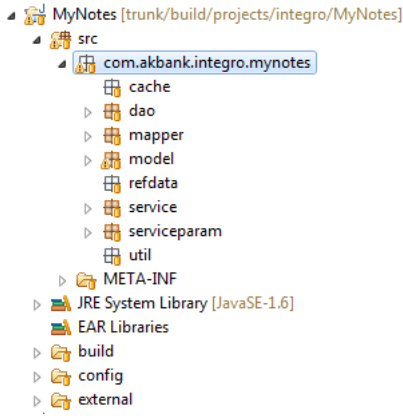 MyNotes [trunk/build/projects/integro/MyNotes]
src
com.akbank.integro.mynotes
cache
dao
mapper
model
refdata
service
serviceparam
util
META-INF
JRE System Library [JavaSE-1.6]
EAR Libraries
build
config
external